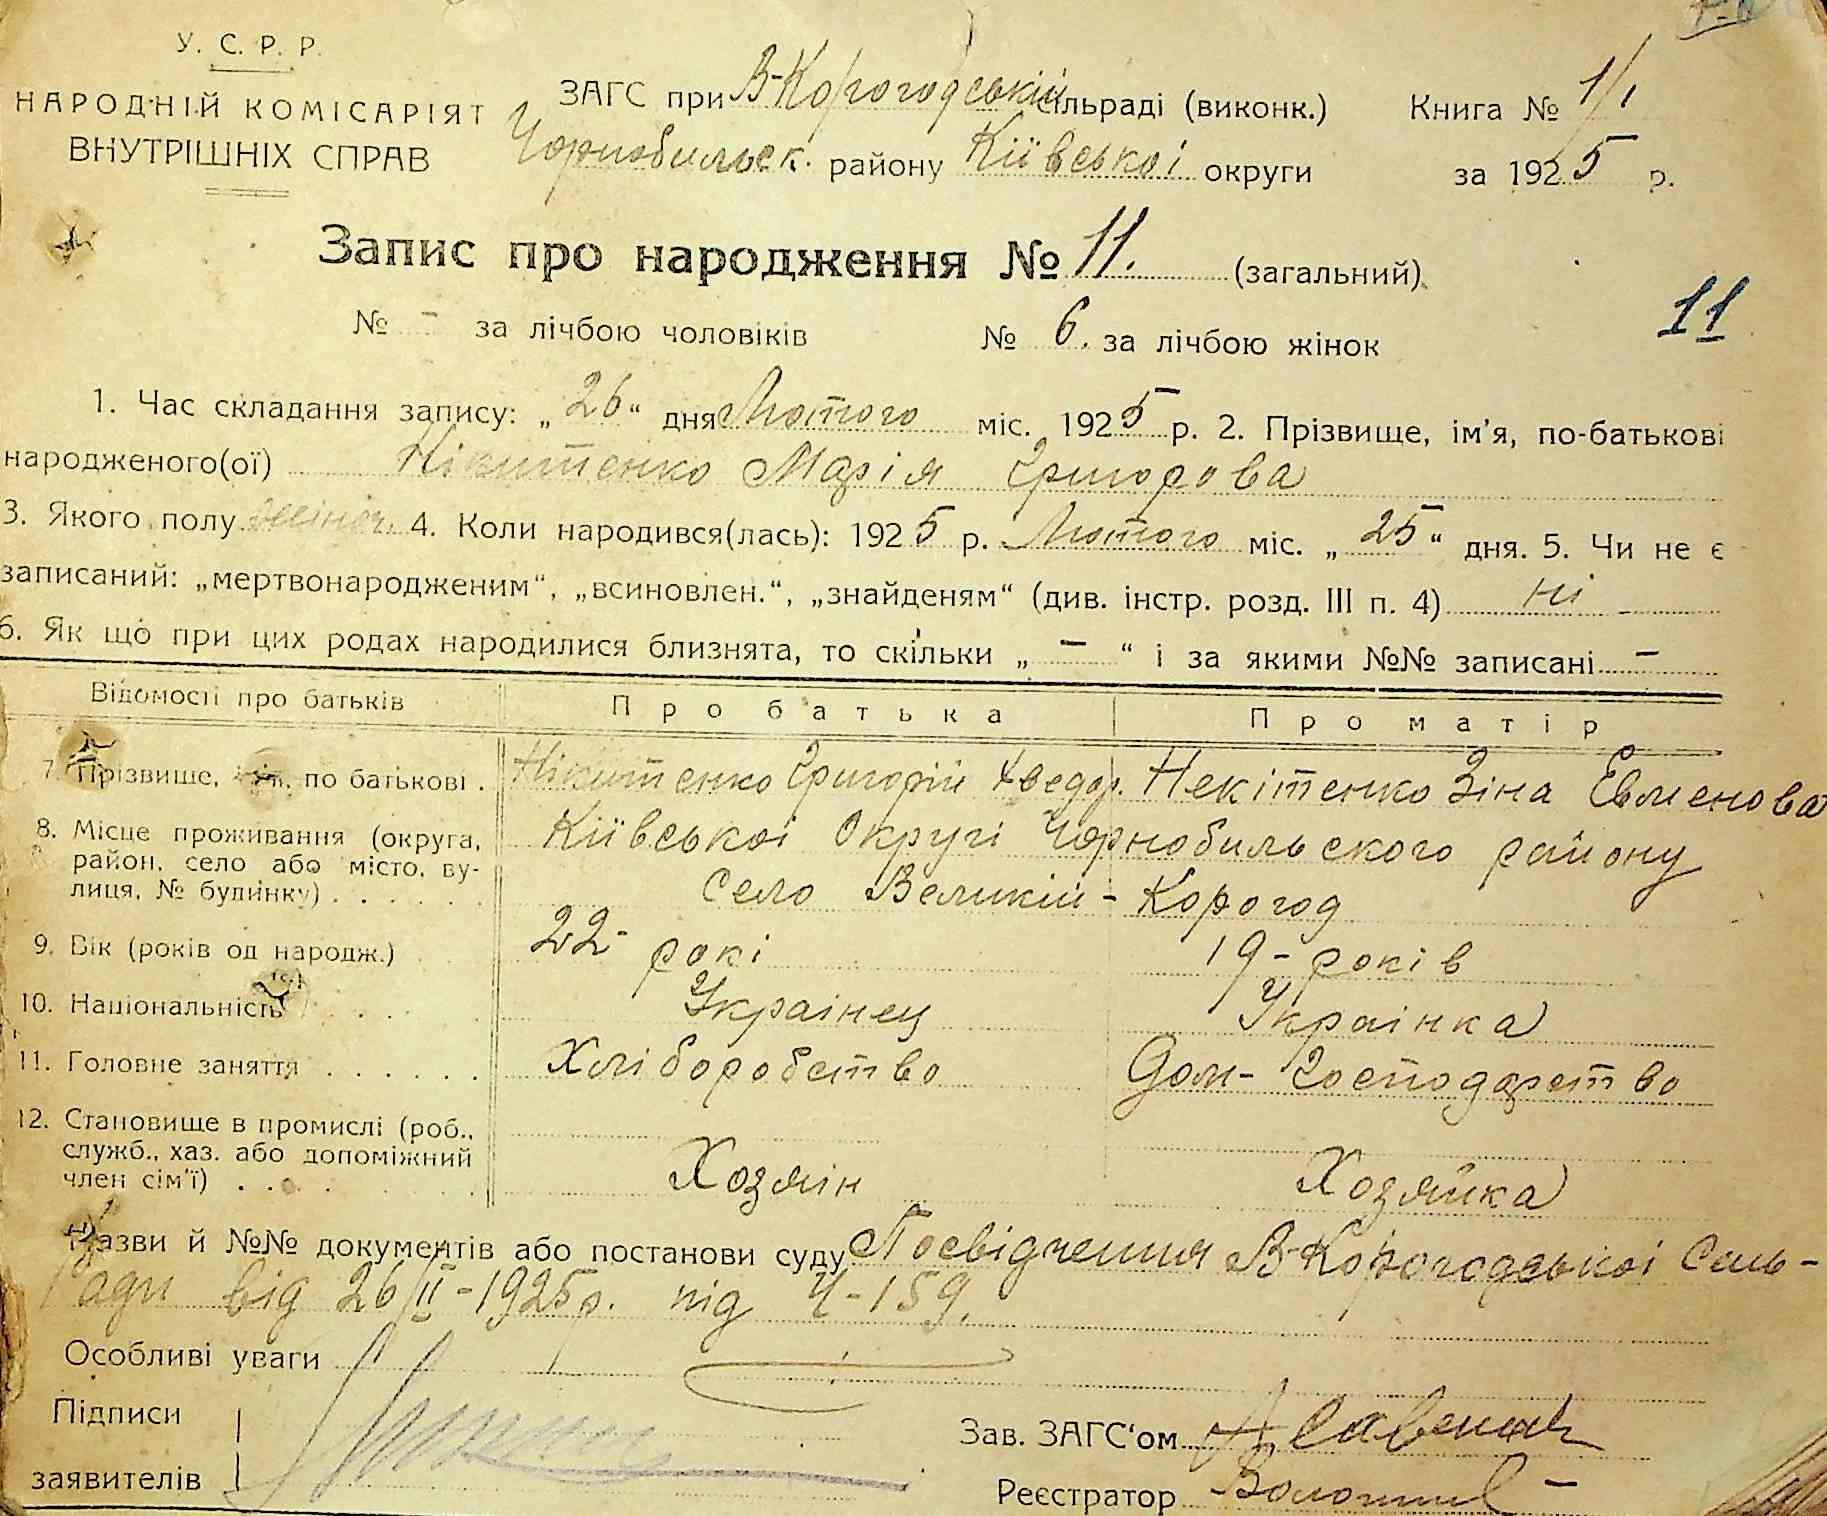 У. С. Р. Р.
НАРОДНІЙ КОМІСАРІЯТ
ВНУТРІШНІХ СПРАВ
ЗАГС при В-Корогодській сільраді (виконк.)
Чорнобильск. району Кіївськоі округи
Книга № 1/1
за 1925 р.
Запис про народження № 11. (загальний)
11
№ - за лічбою чоловіків № 6. за лічбою жінок
1. Час складання запису: „26“ дня Лютого міс. 1925 р. 2. Прізвище, ім'я, по-батькові
народженого(ої) Нікитенко Марія Григорова
3. Якого полу жіноч. 4. Коли народився(лась): 1925 р. Лютого міс. „25“ дня. 5. Чи не є
записаний: „мертвонародженим“, „всиновлен.“, „знайденям“ (див. інстр. розд. III п. 4) ні
6. Як що при цих родах народилися близнята, то скільки „-“ і за якими №№ записані -
Відомості про батьків Про батька Про матір
7. Прізвище, ім'я, по батькові . Нікитенко Григорій Хведор. Некітенко Зіна Евменова
8. Місце проживання (округа, район, село або місто, ву-
лиця, № будинку) . . . . . .
Кіівськоі Округі Чорнобильского району
Село Великій - Корогод
9. Вік (років од народж.) 22- рокі 19- років
10. Національність . . . . Украінец Украінка
11. Головне заняття . . . . . . Хліборобство Дом- Господарство
12. Становище в промислі (роб.,
служб., хаз. або допоміжний
член сім'ї) . . . Хозяін Хозяйка
Назви й №№ документів або постанови суду Посвідчення В-Корогодськоі Силь-
Ради від 26/II-1925р. під Ч-159.
Особливі уваги
Підписи
заявителів
Зав. ЗАГС'ом
Реєстратор